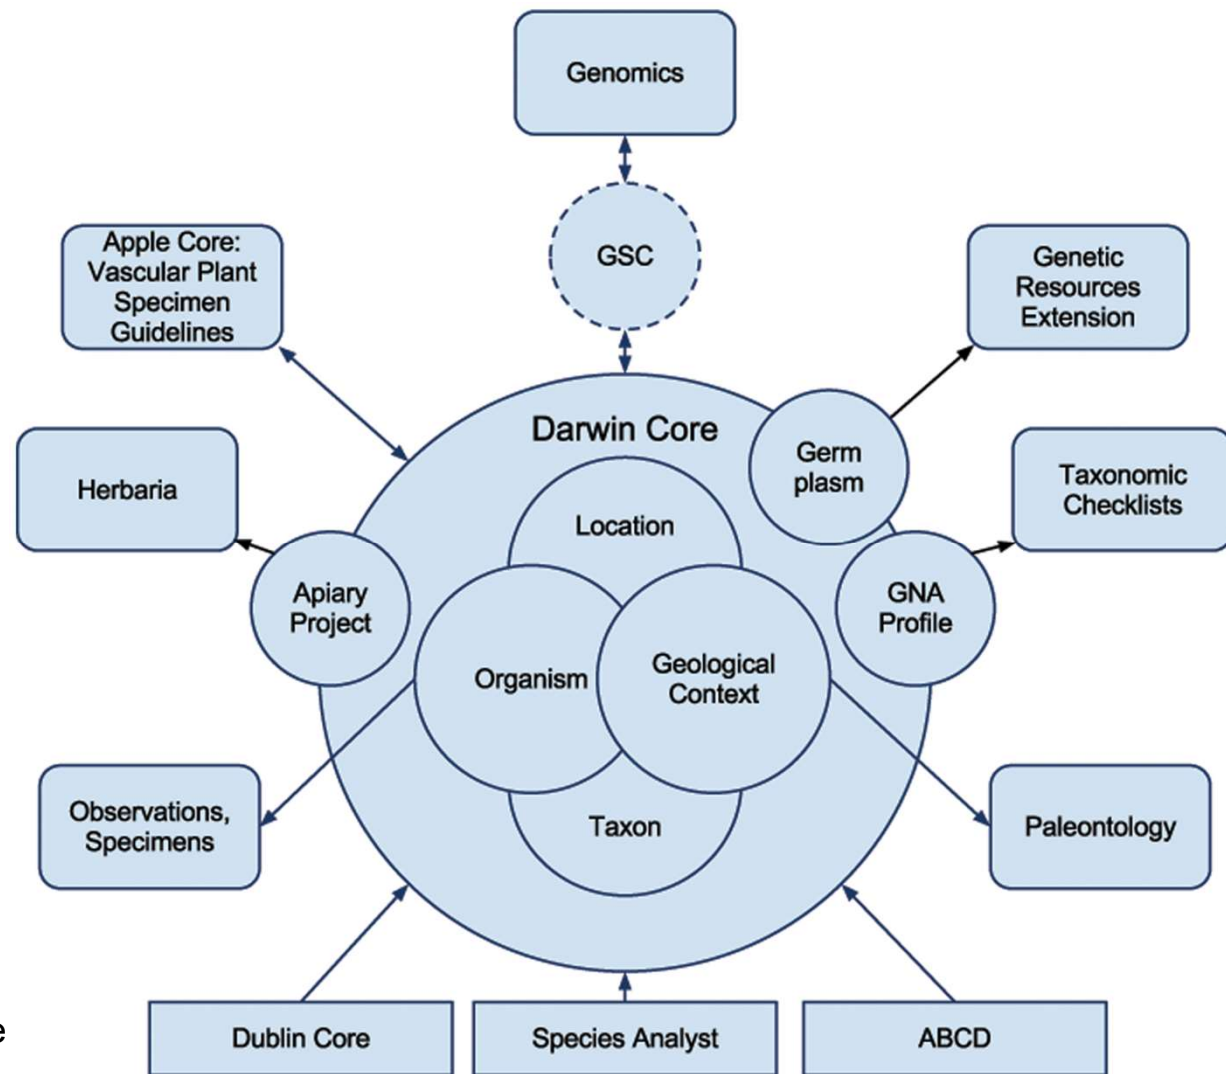 Genomics
GSC
Apple Core:
Vascular Plant
Specimen
Guidelines
Genetic
Resources
Extension
Darwin Core
Germ
plasm
Herbaria
Taxonomic
Checklists
Location
Apiary
Project
GNA
Profile
Organism
Geological
Context
Observations,
Specimens
Taxon
Paleontology
Dublin Core
Species Analyst
ABCD
e